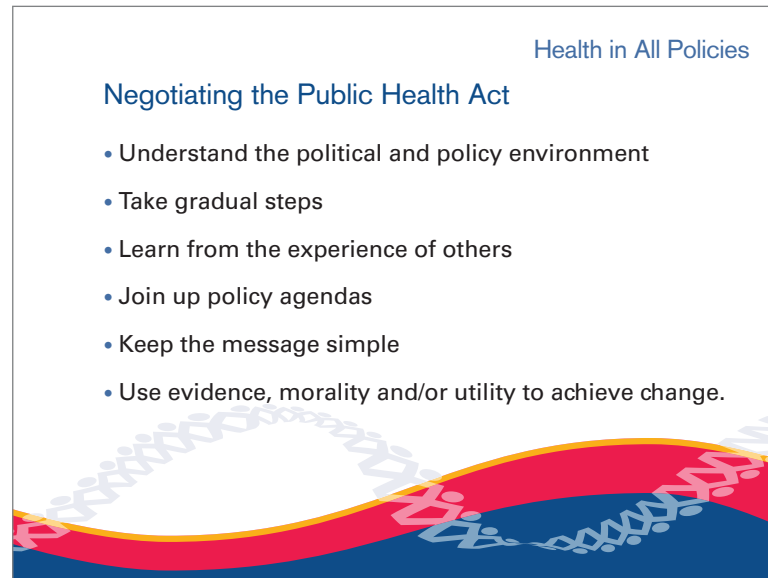 Health in All Policies
Negotiating the Public Health Act
• Understand the political and policy environment
• Take gradual steps
• Learn from the experience of others
• Join up policy agendas
• Keep the message simple
• Use evidence, morality and/or utility to achieve change.